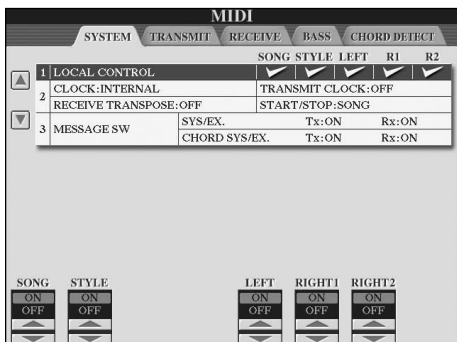 MIDI
SYSTEM TRANSMIT RECEIVE BASS CHORD DETECT
SONG STYLE LEFT R1 R2
1 LOCAL CONTROL
2 CLOCK:INTERNAL TRANSMIT CLOCK:OFF
RECEIVE TRANSPOSE:OFF START/STOP:SONG
3 MESSAGE SW SYS/EX. Tx:ON Rx:ON
CHORD SYS/EX. Tx:ON Rx:ON
SONG STYLE LEFT RIGHT1 RIGHT2
ON ON ON ON ON
OFF OFF OFF OFF OFF